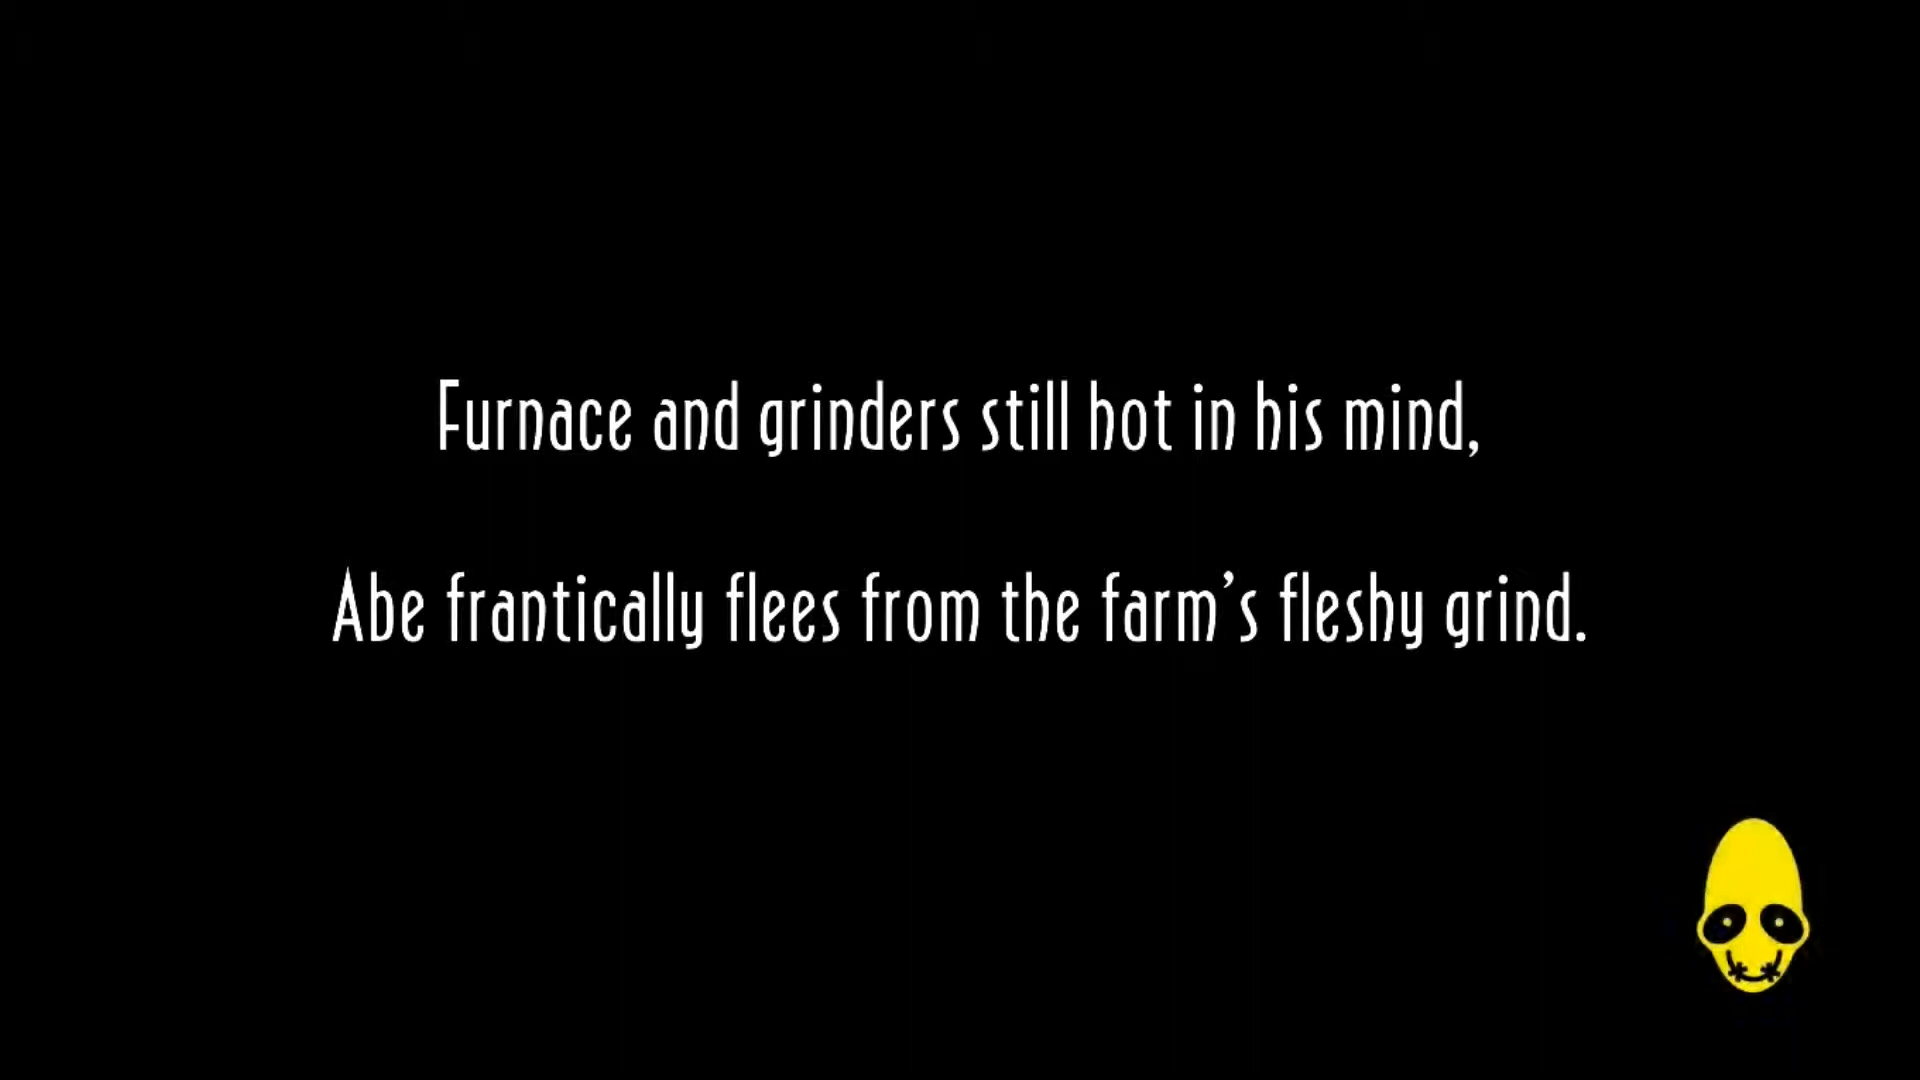 Furnace and grinders still hot in his mind,
Abe frantically flees from the farm’s fleshy grind.